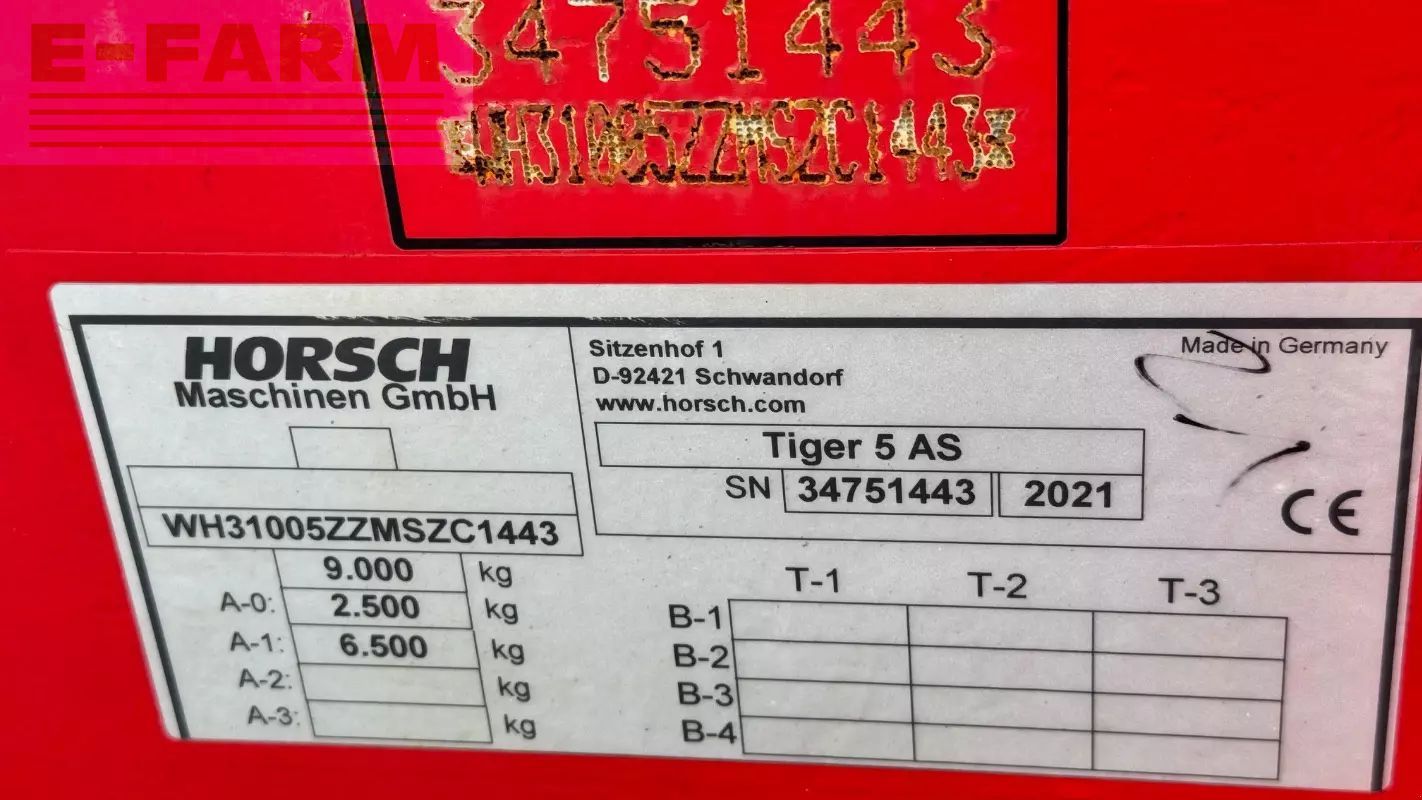 E-FARM
34751443
*WH31005ZZMSZC1443*
HORSCH
Maschinen GmbH
Sitzenhof 1
D-92421 Schwandorf
www.horsch.com
Made in Germany
Tiger 5 AS
SN 34751443 2021
CE
WH31005ZZMSZC1443
9.000 kg
A-0: 2.500 kg
A-1: 6.500 kg
A-2: kg
A-3: kg
T-1 T-2 T-3
B-1
B-2
B-3
B-4